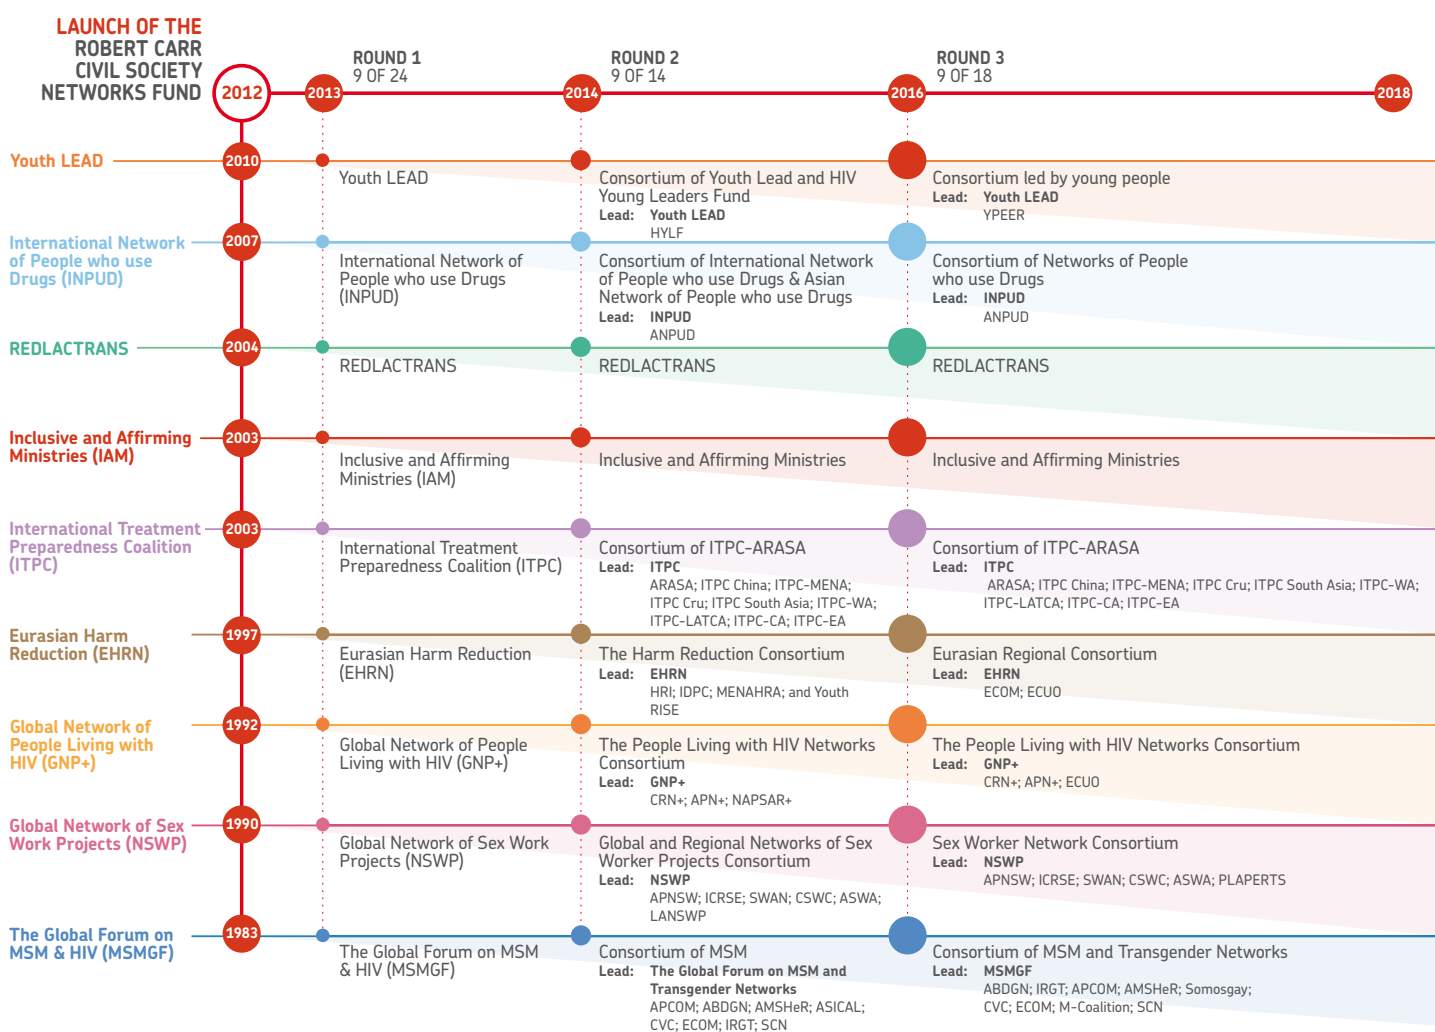 LAUNCH OF THE
ROBERT CARR
CIVIL SOCIETY
NETWORKS FUND
2012
2013
ROUND 1
9 OF 24
2014
ROUND 2
9 OF 14
2016
ROUND 3
9 OF 18
2018
Youth LEAD
2010
Youth LEAD
Consortium of Youth Lead and HIV
Young Leaders Fund
Lead: Youth LEAD
HYLF
Consortium led by young people
Lead: Youth LEAD
YPEER
International Network
of People who use
Drugs (INPUD)
2007
International Network of
People who use Drugs
(INPUD)
Consortium of International Network
of People who use Drugs & Asian
Network of People who use Drugs
Lead: INPUD
ANPUD
Consortium of Networks of People
who use Drugs
Lead: INPUD
ANPUD
REDLACTRANS
2004
REDLACTRANS
REDLACTRANS
REDLACTRANS
Inclusive and Affirming
Ministries (IAM)
2003
Inclusive and Affirming
Ministries (IAM)
Inclusive and Affirming Ministries
Inclusive and Affirming Ministries
International Treatment
Preparedness Coalition
(ITPC)
2003
International Treatment
Preparedness Coalition (ITPC)
Consortium of ITPC-ARASA
Lead: ITPC
ARASA; ITPC China; ITPC-MENA;
ITPC Cru; ITPC South Asia; ITPC-WA;
ITPC-LATCA; ITPC-CA; ITPC-EA
Consortium of ITPC-ARASA
Lead: ITPC
ARASA; ITPC China; ITPC-MENA; ITPC Cru; ITPC South Asia; ITPC-WA;
ITPC-LATCA; ITPC-CA; ITPC-EA
Eurasian Harm
Reduction (EHRN)
1997
Eurasian Harm Reduction
(EHRN)
The Harm Reduction Consortium
Lead: EHRN
HRI; IDPC; MENAHRA; and Youth
RISE
Eurasian Regional Consortium
Lead: EHRN
ECOM; ECUO
Global Network of
People Living with
HIV (GNP+)
1992
Global Network of People
Living with HIV (GNP+)
The People Living with HIV Networks
Consortium
Lead: GNP+
CRN+; APN+; NAPSAR+
The People Living with HIV Networks Consortium
Lead: GNP+
CRN+; APN+; ECUO
Global Network of Sex
Work Projects (NSWP)
1990
Global Network of Sex Work
Projects (NSWP)
Global and Regional Networks of Sex
Worker Projects Consortium
Lead: NSWP
APNSW; ICRSE; SWAN; CSWC; ASWA;
LANSWP
Sex Worker Network Consortium
Lead: NSWP
APNSW; ICRSE; SWAN; CSWC; ASWA; PLAPERTS
The Global Forum on
MSM & HIV (MSMGF)
1983
The Global Forum on MSM
& HIV (MSMGF)
Consortium of MSM
Lead: The Global Forum on MSM and
Transgender Networks
APCOM; ABDGN; AMSHeR; ASICAL;
CVC; ECOM; IRGT; SCN
Consortium of MSM and Transgender Networks
Lead: MSMGF
ABDGN; IRGT; APCOM; AMSHeR; Somosgay;
CVC; ECOM; M-Coalition; SCN